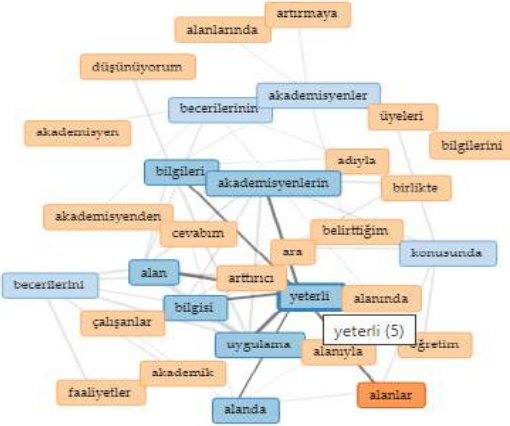 artırmaya
alanlarında
düşünüyorum
akademisyenler
becerilerinin
üyeleri
akademisyen
bilgilerini
adıyla
bilgileri
akademisyenlerin
birlikte
akademisyenden
cevabım
belirttiğim
ara
konusunda
alan
arttırıcı
becerilerini
yeterli
alanında
bilgisi
çalışanlar
yeterli (5)
uygulama
alanıyla
öğretim
akademik
faaliyetler
alanlar
alanda